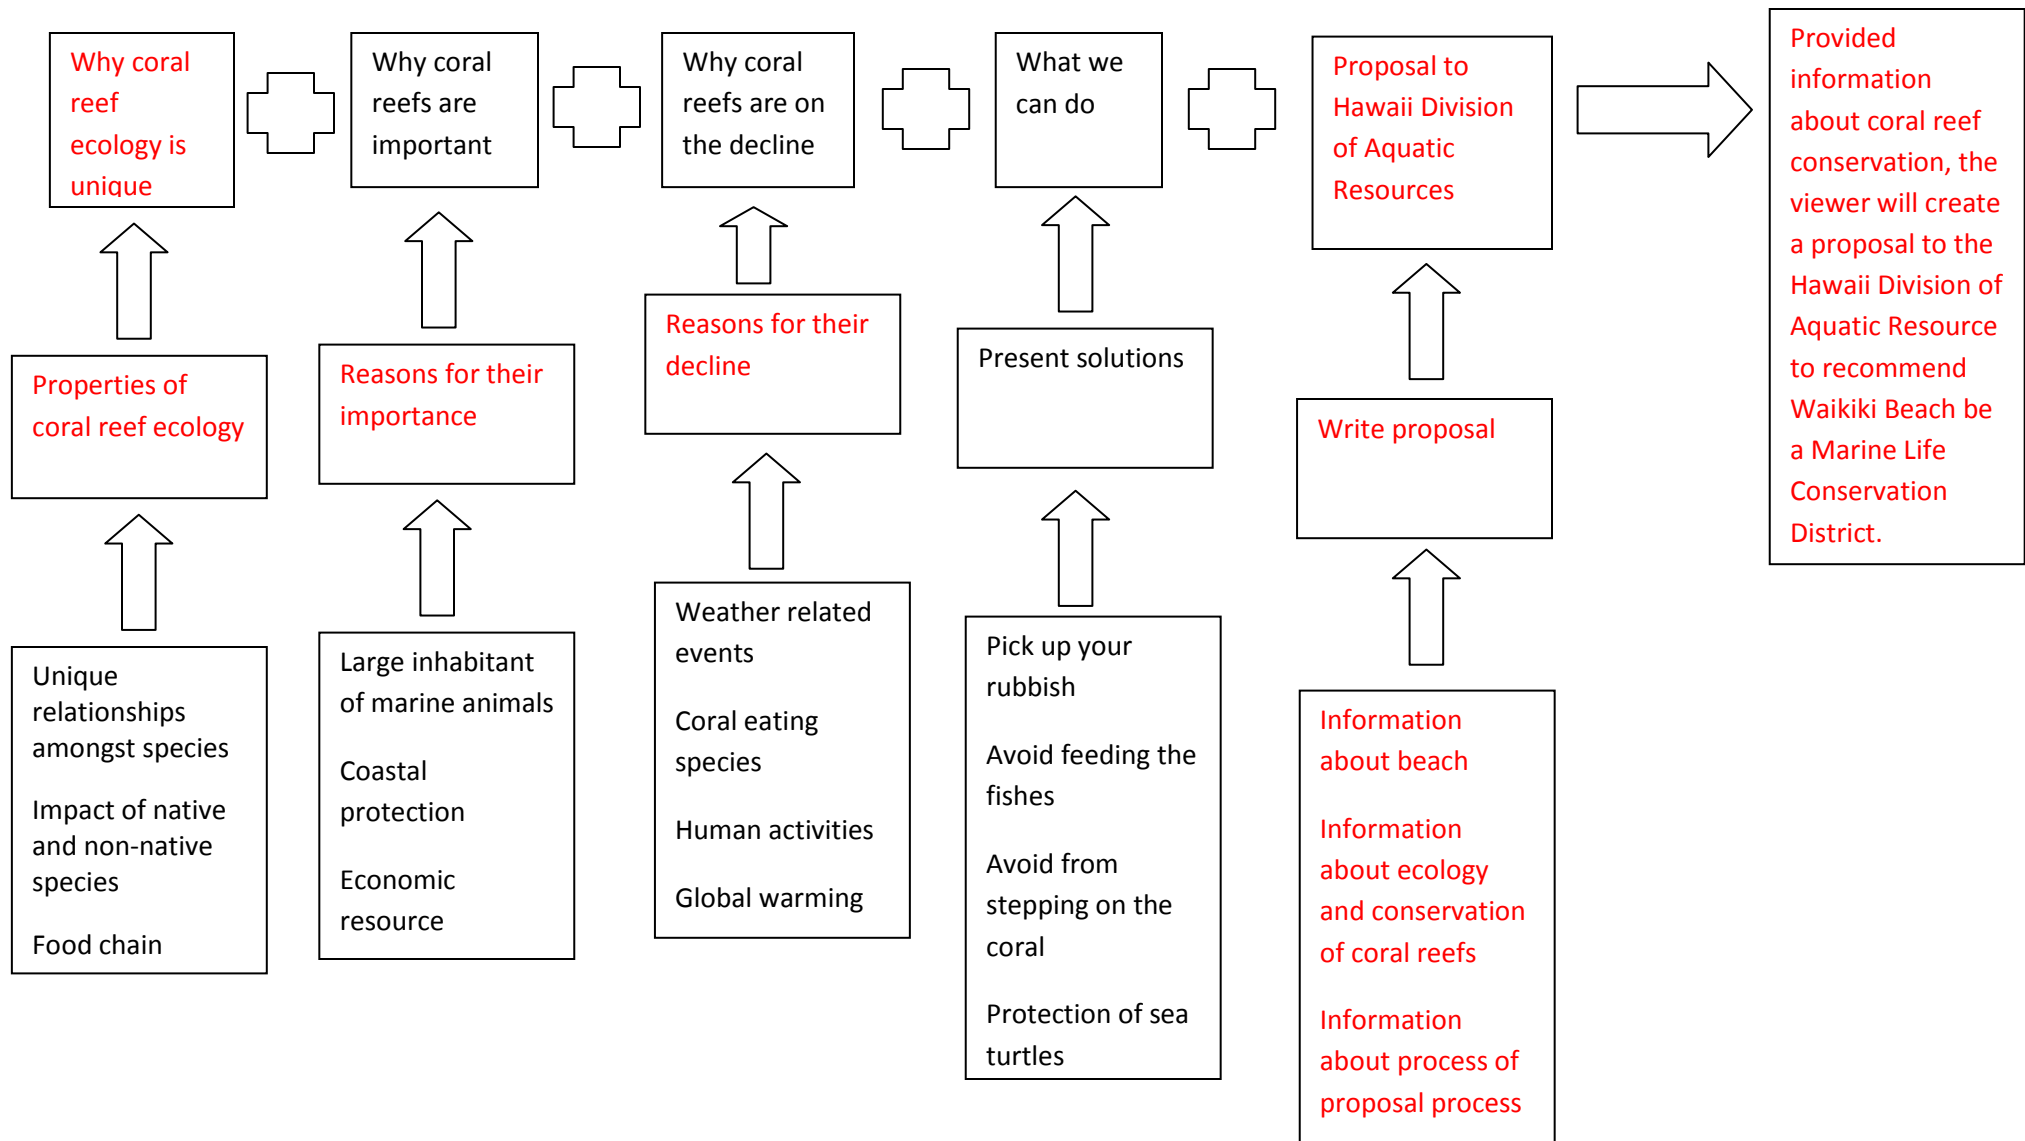 Why coral
reef
ecology is
unique
Why coral
reefs are
important
Why coral
reefs are on
the decline
What we
can do
Proposal to
Hawaii Division
of Aquatic
Resources
Provided
information
about coral reef
conservation, the
viewer will create
a proposal to the
Hawaii Division of
Aquatic Resource
to recommend
Waikiki Beach be
a Marine Life
Conservation
District.
Properties of
coral reef ecology
Reasons for their
importance
Reasons for their
decline
Present solutions
Write proposal
Unique
relationships
amongst species
Impact of native
and non-native
species
Food chain
Large inhabitant
of marine animals
Coastal
protection
Economic
resource
Weather related
events
Coral eating
species
Human activities
Global warming
Pick up your
rubbish
Avoid feeding the
fishes
Avoid from
stepping on the
coral
Protection of sea
turtles
Information
about beach
Information
about ecology
and conservation
of coral reefs
Information
about process of
proposal process